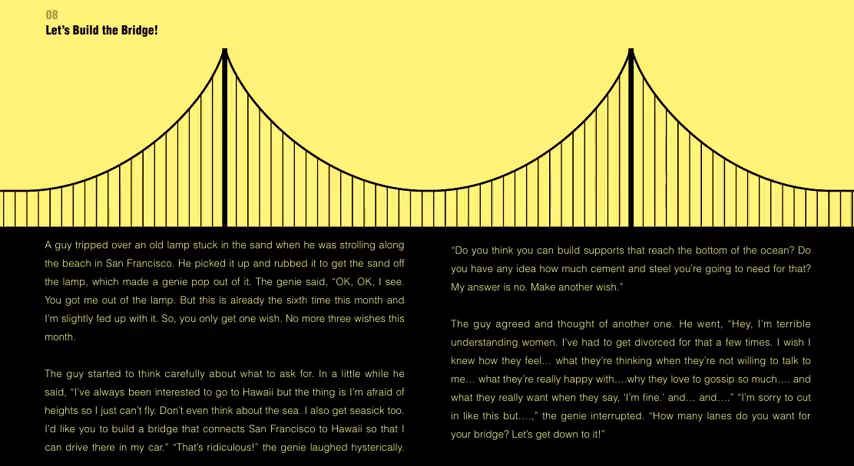 08
Let's Build the Bridge!
A guy tripped over an old lamp stuck in the sand when he was strolling along
the beach in San Francisco. He picked it up and rubbed it to get the sand off
the lamp, which made a genie pop out of it. The genie said, “OK, OK, I see.
You got me out of the lamp. But this is already the sixth time this month and
I'm slightly fed up with it. So, you only get one wish. No more three wishes this
month.
The guy started to think carefully about what to ask for. In a little while he
said, “I've always been interested to go to Hawaii but the thing is I'm afraid of
heights so I just can't fly. Don't even think about the sea. I also get seasick too.
I'd like you to build a bridge that connects San Francisco to Hawaii so that I
can drive there in my car.” “That's ridiculous!” the genie laughed hysterically.
“Do you think you can build supports that reach the bottom of the ocean? Do
you have any idea how much cement and steel you're going to need for that?
My answer is no. Make another wish.”
The guy agreed and thought of another one. He went, “Hey, I'm terrible
understanding women. I've had to get divorced for that a few times. I wish I
knew how they feel… what they're thinking when they're not willing to talk to
me… what they're really happy with….why they love to gossip so much…. and
what they really want when they say, ‘I'm fine.’ and… and….” “I'm sorry to cut
in like this but….,” the genie interrupted. “How many lanes do you want for
your bridge? Let's get down to it!”